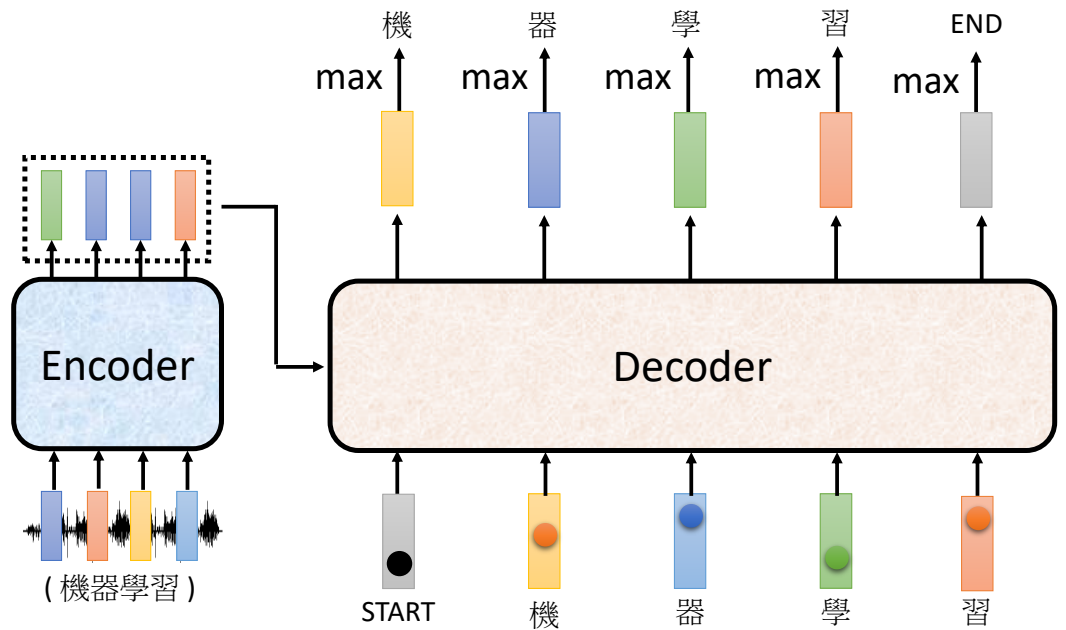 機 器 學 習 END
max max max max max
Encoder
Decoder
( 機器學習 )
START 機 器 學 習